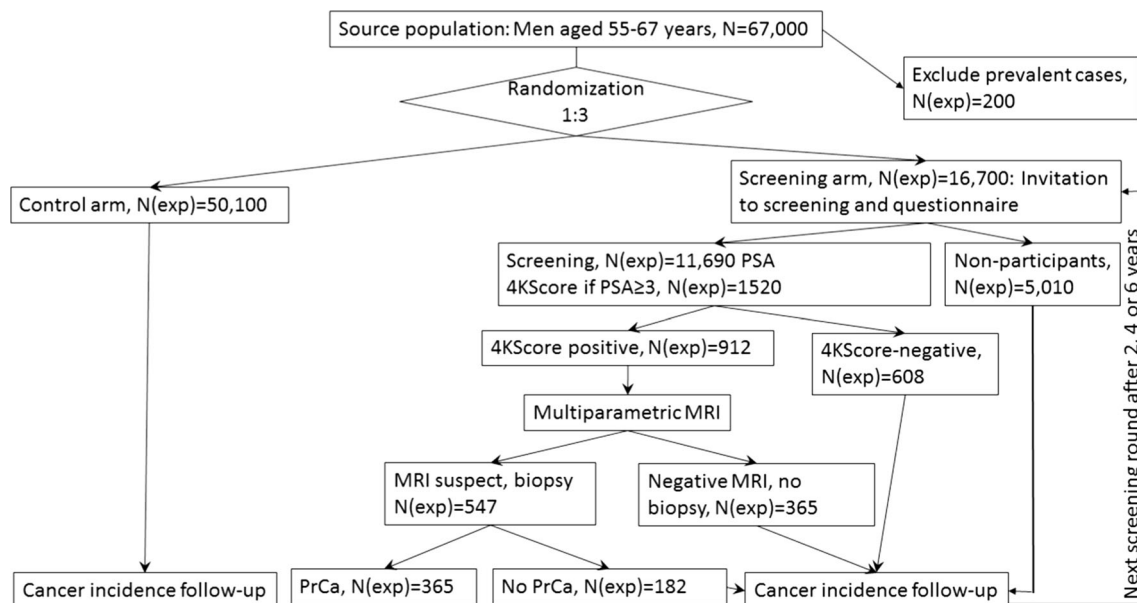 Source population: Men aged 55-67 years, N=67,000
Exclude prevalent cases,
N(exp)=200
Randomization
1:3
Control arm, N(exp)=50,100
Screening arm, N(exp)=16,700: Invitation
to screening and questionnaire
Screening, N(exp)=11,690 PSA
4KScore if PSA≥3, N(exp)=1520
Non-participants,
N(exp)=5,010
4KScore positive, N(exp)=912
4KScore-negative,
N(exp)=608
Multiparametric MRI
MRI suspect, biopsy
N(exp)=547
Negative MRI, no
biopsy, N(exp)=365
Cancer incidence follow-up
PrCa, N(exp)=365
No PrCa, N(exp)=182
Cancer incidence follow-up
Next screening round after 2, 4 or 6 years